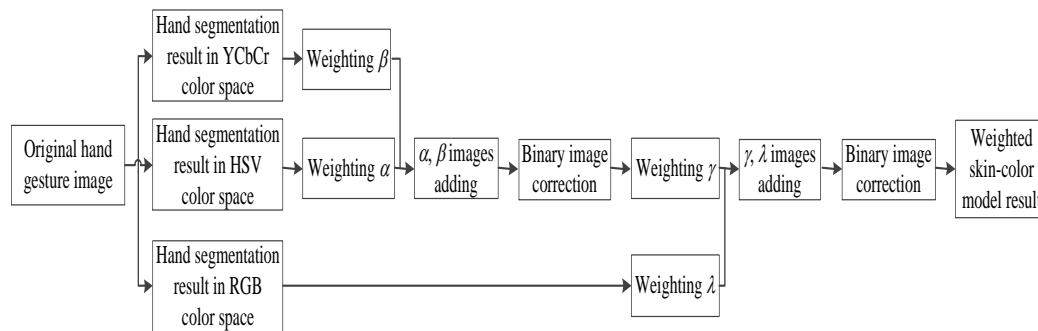 Hand segmentation
result in YCbCr
color space
Weighting β
Original hand
gesture image
Hand segmentation
result in HSV
color space
Weighting α
α, β images
adding
Binary image
correction
Weighting γ
γ, λ images
adding
Binary image
correction
Weighted
skin-color
model result
Hand segmentation
result in RGB
color space
Weighting λ